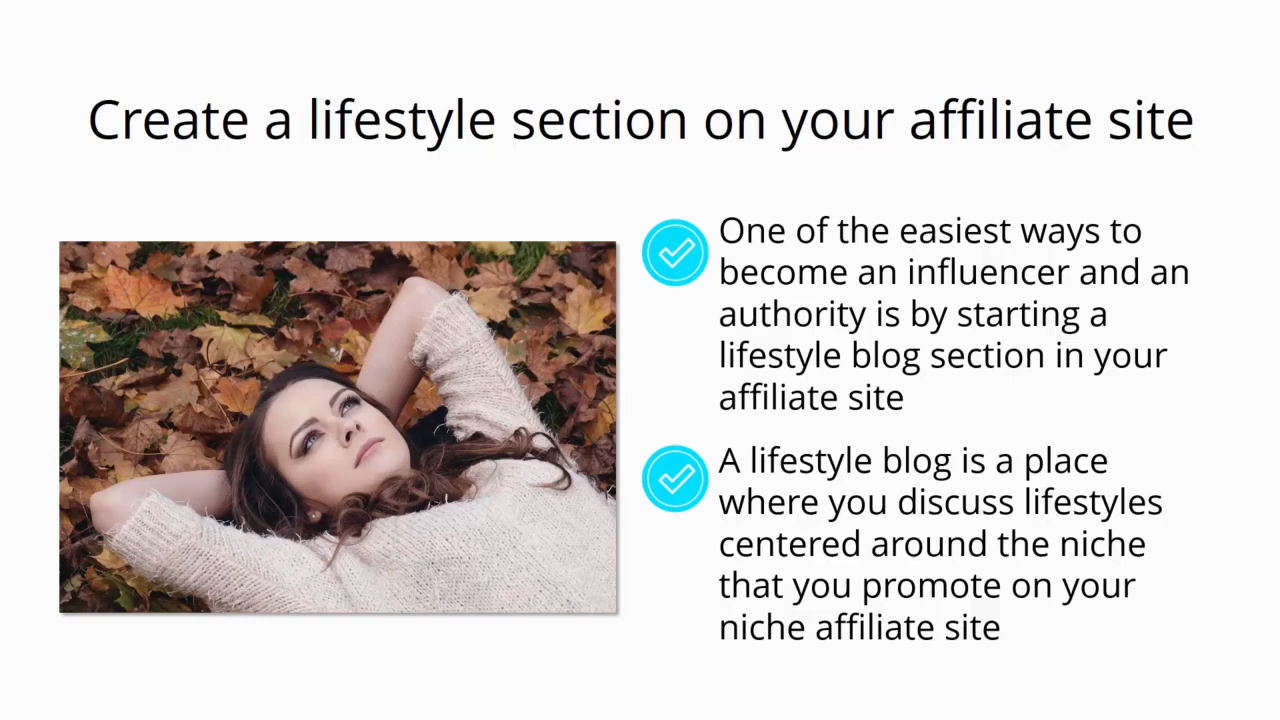 Create a lifestyle section on your affiliate site
One of the easiest ways to
become an influencer and an
authority is by starting a
lifestyle blog section in your
affiliate site
A lifestyle blog is a place
where you discuss lifestyles
centered around the niche
that you promote on your
niche affiliate site